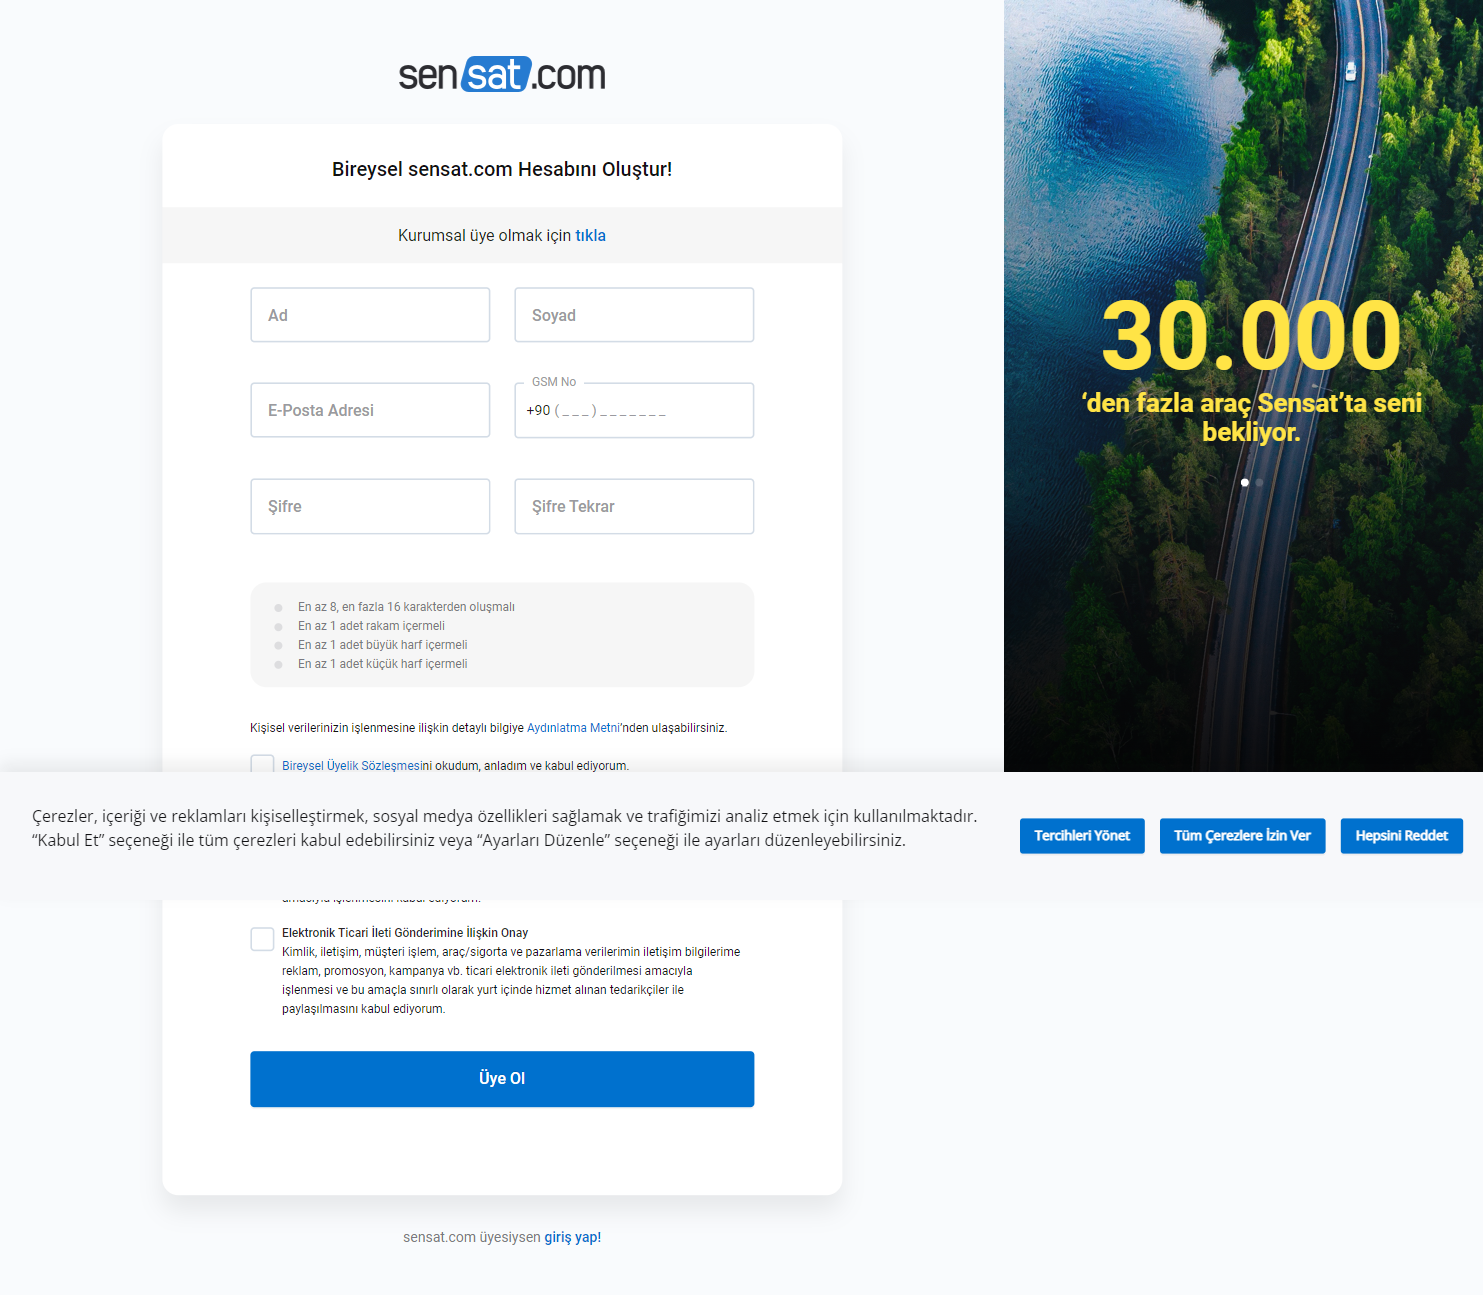 sensat.com
Bireysel sensat.com Hesabını Oluştur!
Kurumsal üye olmak için tıkla
Ad
Soyad
E-Posta Adresi
GSM No
+90 (_ _ _) _ _ _ _ _ _ _
Şifre
Şifre Tekrar
En az 8, en fazla 16 karakterden oluşmalı
En az 1 adet rakam içermeli
En az 1 adet büyük harf içermeli
En az 1 adet küçük harf içermeli
Kişisel verilerinizin işlenmesine ilişkin detaylı bilgiye Aydınlatma Metni'nden ulaşabilirsiniz.
Bireysel Üyelik Sözleşmesini okudum, anladım ve kabul ediyorum.
30.000
‘den fazla araç Sensat’ta seni
bekliyor.
Çerezler, içeriği ve reklamları kişiselleştirmek, sosyal medya özellikleri sağlamak ve trafiğimizi analiz etmek için kullanılmaktadır.
“Kabul Et” seçeneği ile tüm çerezleri kabul edebilirsiniz veya “Ayarları Düzenle” seçeneği ile ayarları düzenleyebilirsiniz.
Tercihleri Yönet
Tüm Çerezlere İzin Ver
Hepsini Reddet
Elektronik Ticari İleti Gönderimine İlişkin Onay
Kimlik, iletişim, müşteri işlem, araç/sigorta ve pazarlama verilerimin iletişim bilgilerime
reklam, promosyon, kampanya vb. ticari elektronik ileti gönderilmesi amacıyla
işlenmesi ve bu amaçla sınırlı olarak yurt içinde hizmet alınan tedarikçiler ile
paylaşılmasını kabul ediyorum.
Üye Ol
sensat.com üyesiysen giriş yap!